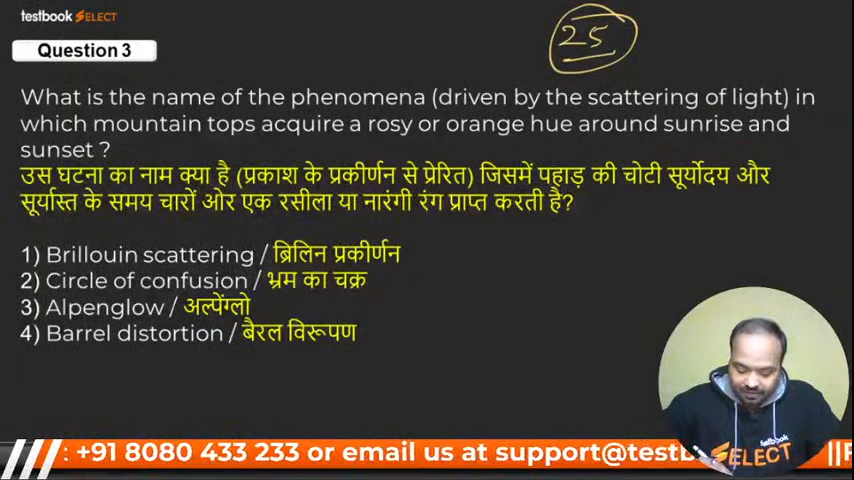 testbook SELECT
25
Question 3
What is the name of the phenomena (driven by the scattering of light) in
which mountain tops acquire a rosy or orange hue around sunrise and
sunset ?
उस घटना का नाम क्या है (प्रकाश के प्रकीर्णन से प्रेरित) जिसमें पहाड़ की चोटी सूर्योदय और
सूर्यास्त के समय चारों ओर एक रसीला या नारंगी रंग प्राप्त करती है?
1) Brillouin scattering / ब्रिलिन प्रकीर्णन
2) Circle of confusion / भ्रम का चक्र
3) Alpenglow / अल्पेंग्लो
4) Barrel distortion / बैरल विरूपण
testbook
SELECT
: +91 8080 433 233 or email us at support@testb
||F